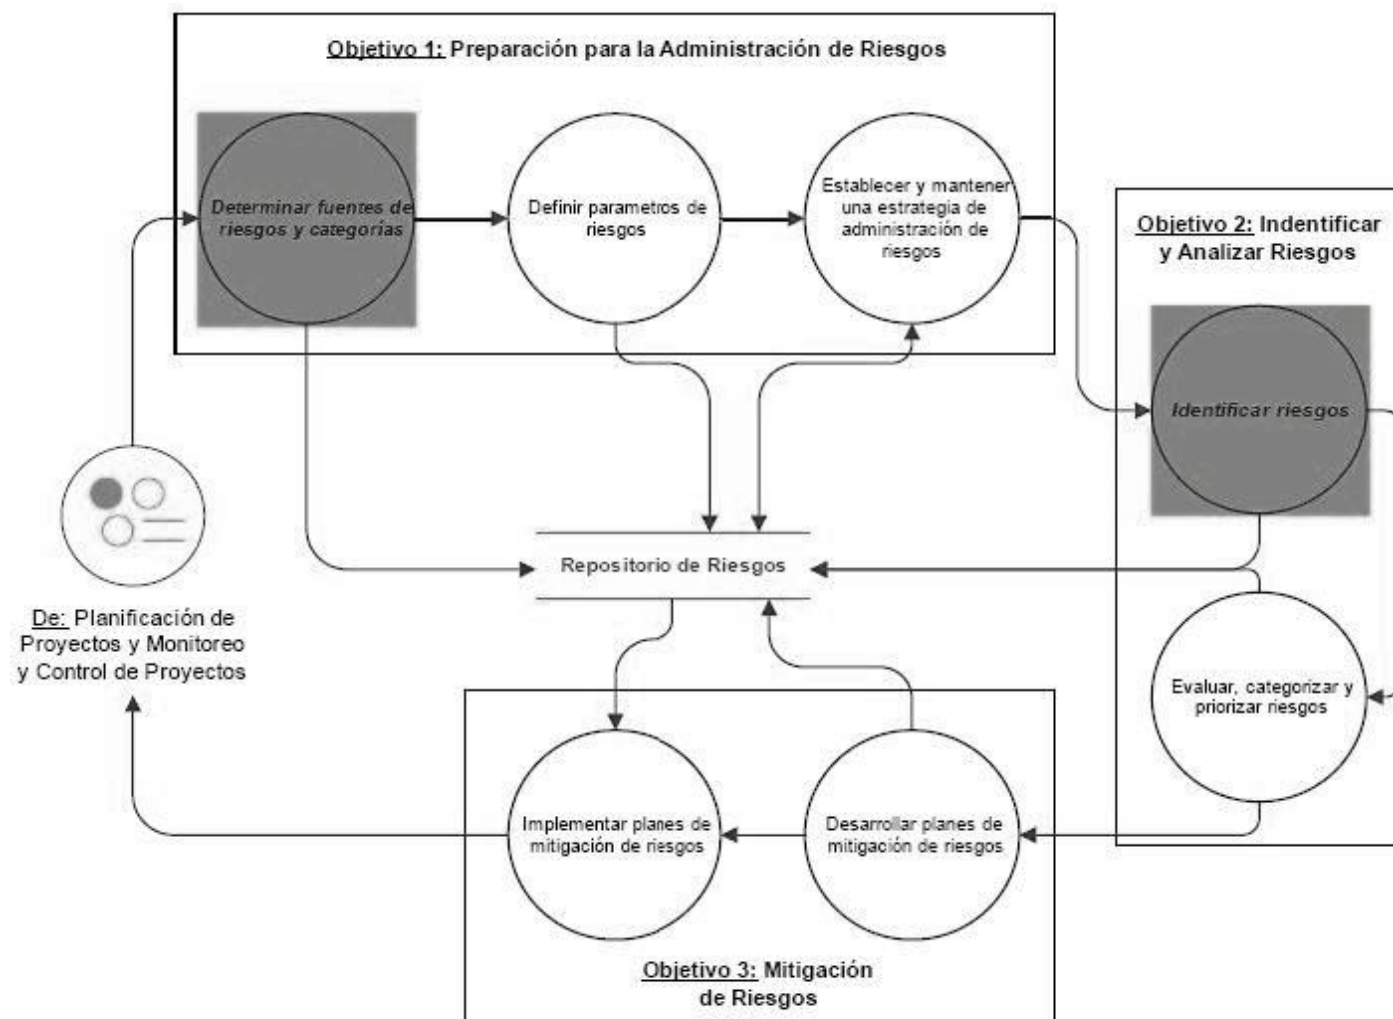 Objetivo 1: Preparación para la Administración de Riesgos
Determinar fuentes de
riesgos y categorías
Definir parametros de
riesgos
Establecer y mantener
una estrategia de
administración de
riesgos
Objetivo 2: Indentificar
y Analizar Riesgos
Identificar riesgos
Repositorio de Riesgos
De: Planificación de
Proyectos y Monitoreo
y Control de Proyectos
Evaluar, categorizar y
priorizar riesgos
Implementar planes de
mitigación de riesgos
Desarrollar planes de
mitigación de riesgos
Objetivo 3: Mitigación
de Riesgos